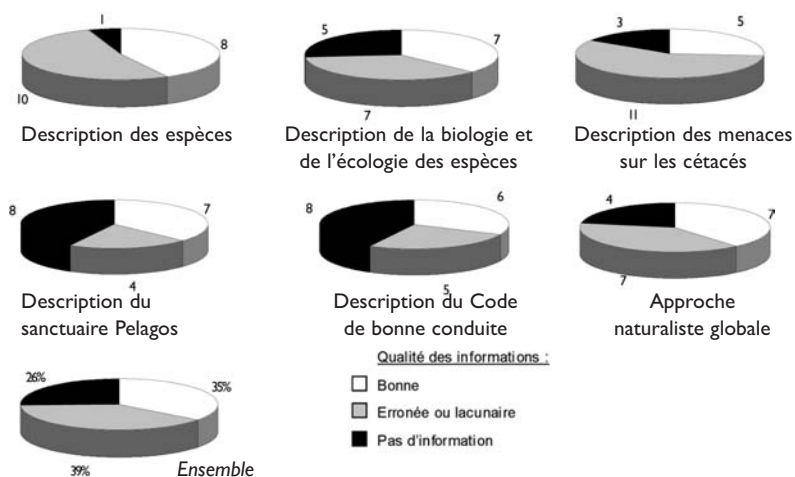 1
8
10
Description des espèces
5
7
7
Description de la biologie et
de l'écologie des espèces
3
5
11
Description des menaces
sur les cétacés
8
7
4
Description du
sanctuaire Pelagos
8
6
5
Description du Code
de bonne conduite
4
7
7
Approche
naturaliste globale
26%
35%
39%
Ensemble
Qualité des informations :
Bonne
Erronée ou lacunaire
Pas d'information